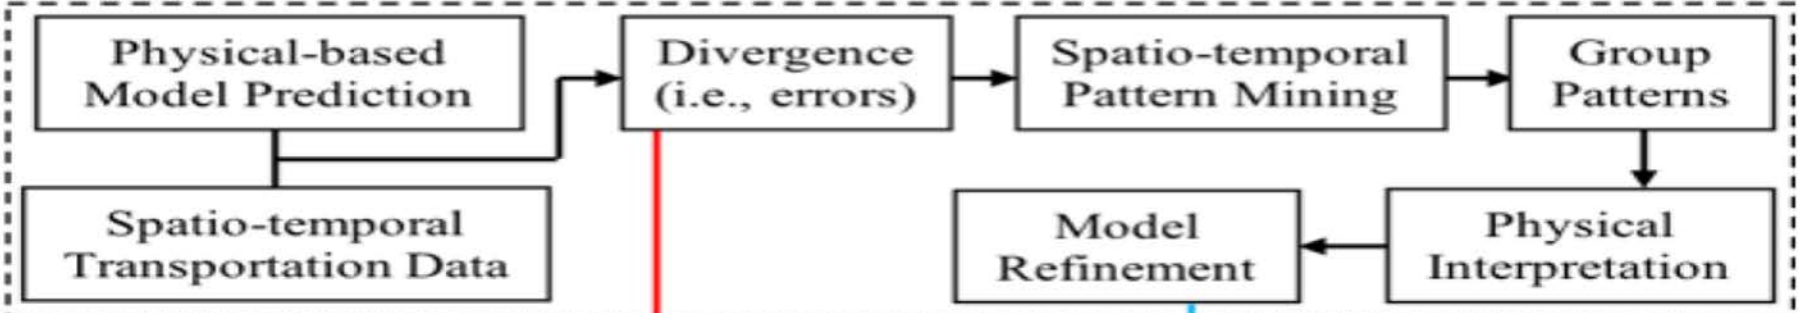 Physical-based
Model Prediction
Divergence
(i.e., errors)
Spatio-temporal
Pattern Mining
Group
Patterns
Spatio-temporal
Transportation Data
Model
Refinement
Physical
Interpretation